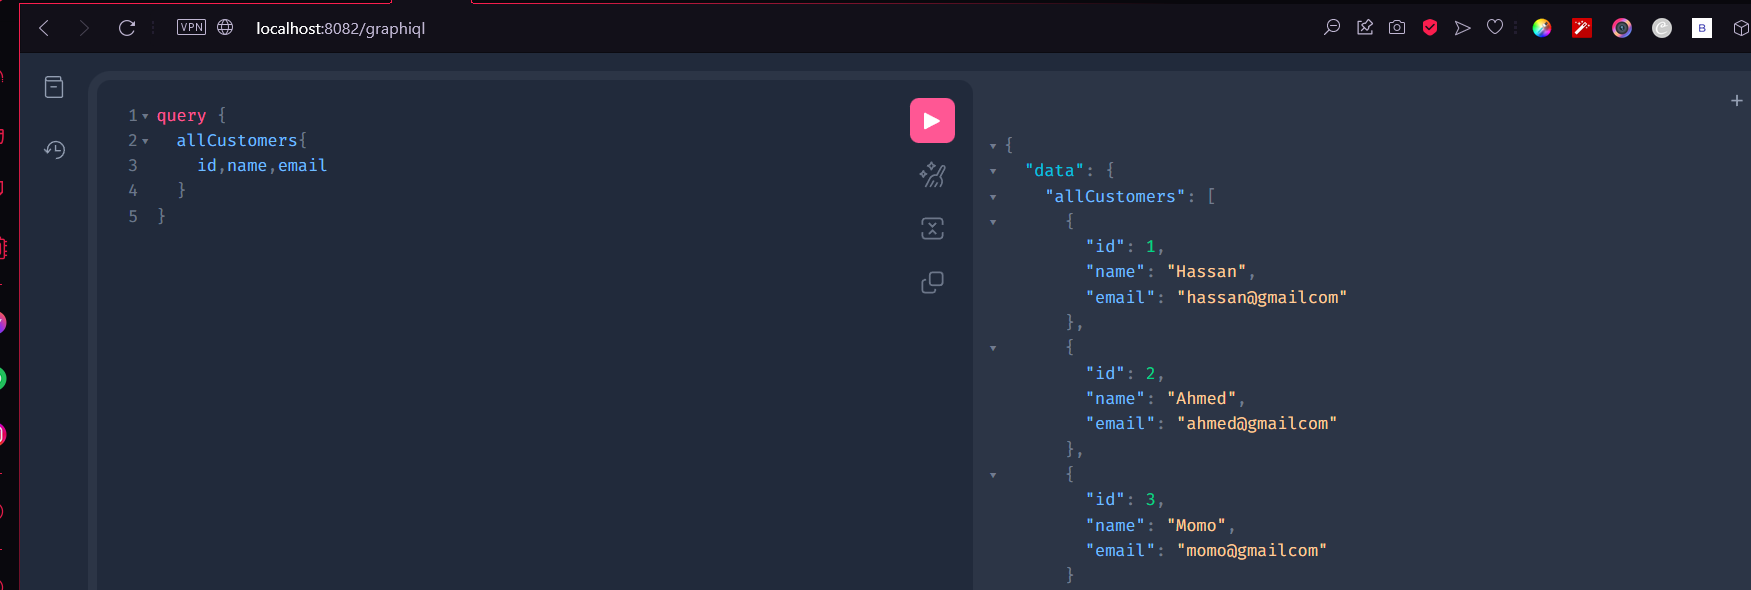 VPN localhost:8082/graphiql
B
1 query {
2 allCustomers{
3 id,name,email
4 }
5 }
{
"data": {
"allCustomers": [
{
"id": 1,
"name": "Hassan",
"email": "hassan@gmailcom"
},
{
"id": 2,
"name": "Ahmed",
"email": "ahmed@gmailcom"
},
{
"id": 3,
"name": "Momo",
"email": "momo@gmailcom"
}